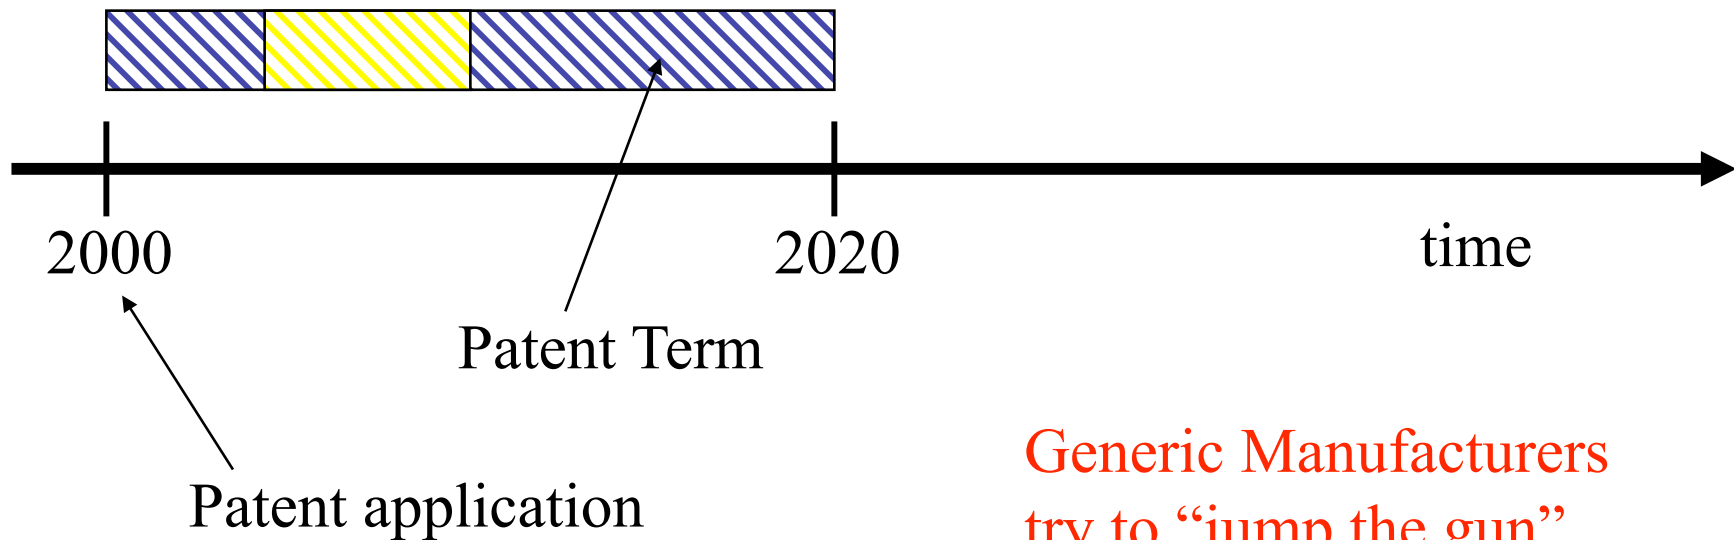 2000
2020
time
Patent Term
Patent application
Generic Manufacturers
try to “jump the gun”